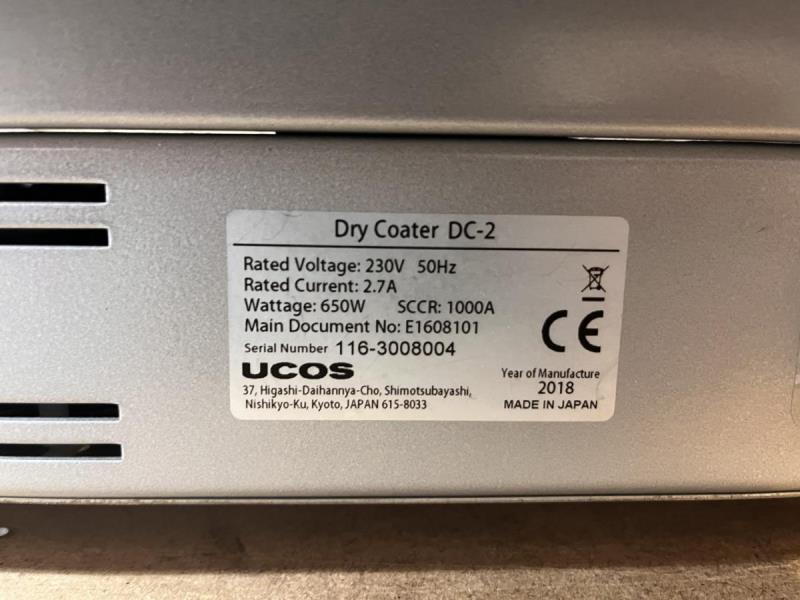 Dry Coater DC-2
Rated Voltage: 230V 50Hz
Rated Current: 2.7A
Wattage: 650W SCCR: 1000A
Main Document No: E1608101
Serial Number 116-3008004
CE
UCOS
37, Higashi-Daihannya-Cho, Shimotsubayashi,
Nishikyo-Ku, Kyoto, JAPAN 615-8033
Year of Manufacture
2018
MADE IN JAPAN